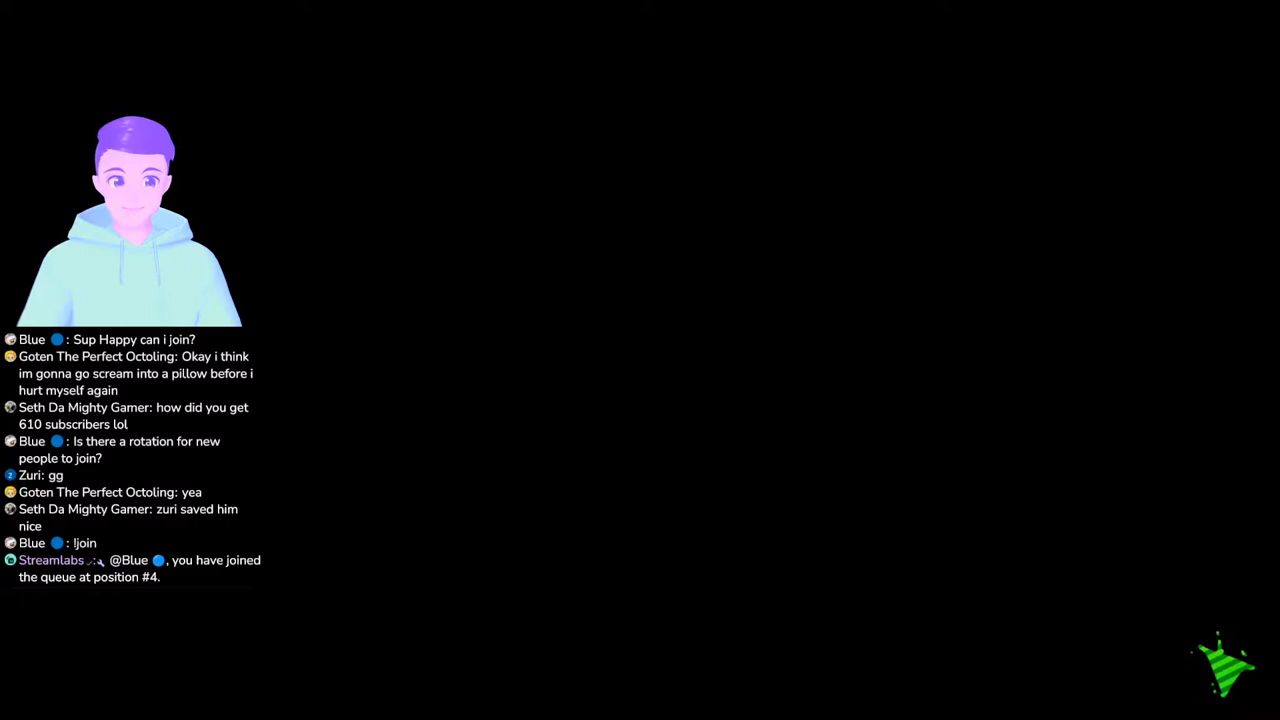 Blue 🔵: Sup Happy can i join?
Goten The Perfect Octoling: Okay i think
im gonna go scream into a pillow before i
hurt myself again
Seth Da Mighty Gamer: how did you get
610 subscribers lol
Blue 🔵: Is there a rotation for new
people to join?
Zuri: gg
Goten The Perfect Octoling: yea
Seth Da Mighty Gamer: zuri saved him
nice
Blue 🔵: !join
Streamlabs: @Blue 🔵, you have joined
the queue at position #4.